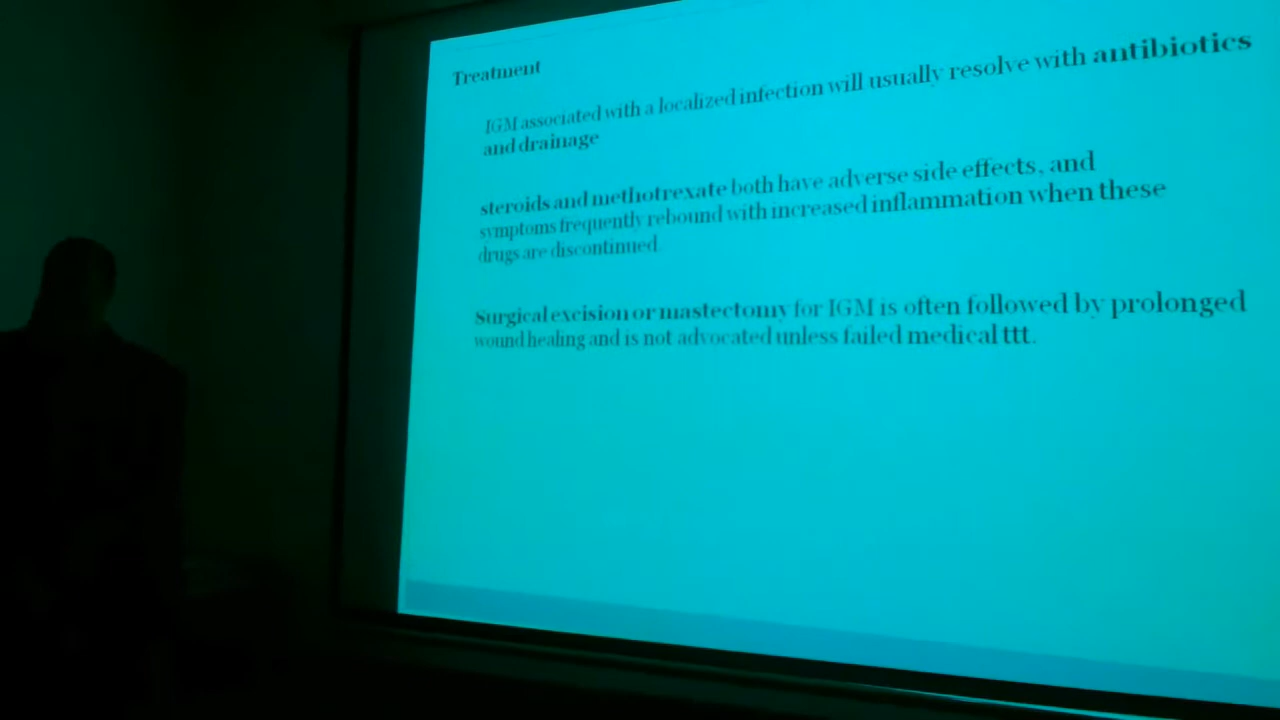 Treatment
IGM associated with a localized infection will usually resolve with antibiotics
and drainage
steroids and methotrexate both have adverse side effects, and
symptoms frequently rebound with increased inflammation when these
drugs are discontinued.
Surgical excision or mastectomy for IGM is often followed by prolonged
wound healing and is not advocated unless failed medical ttt.